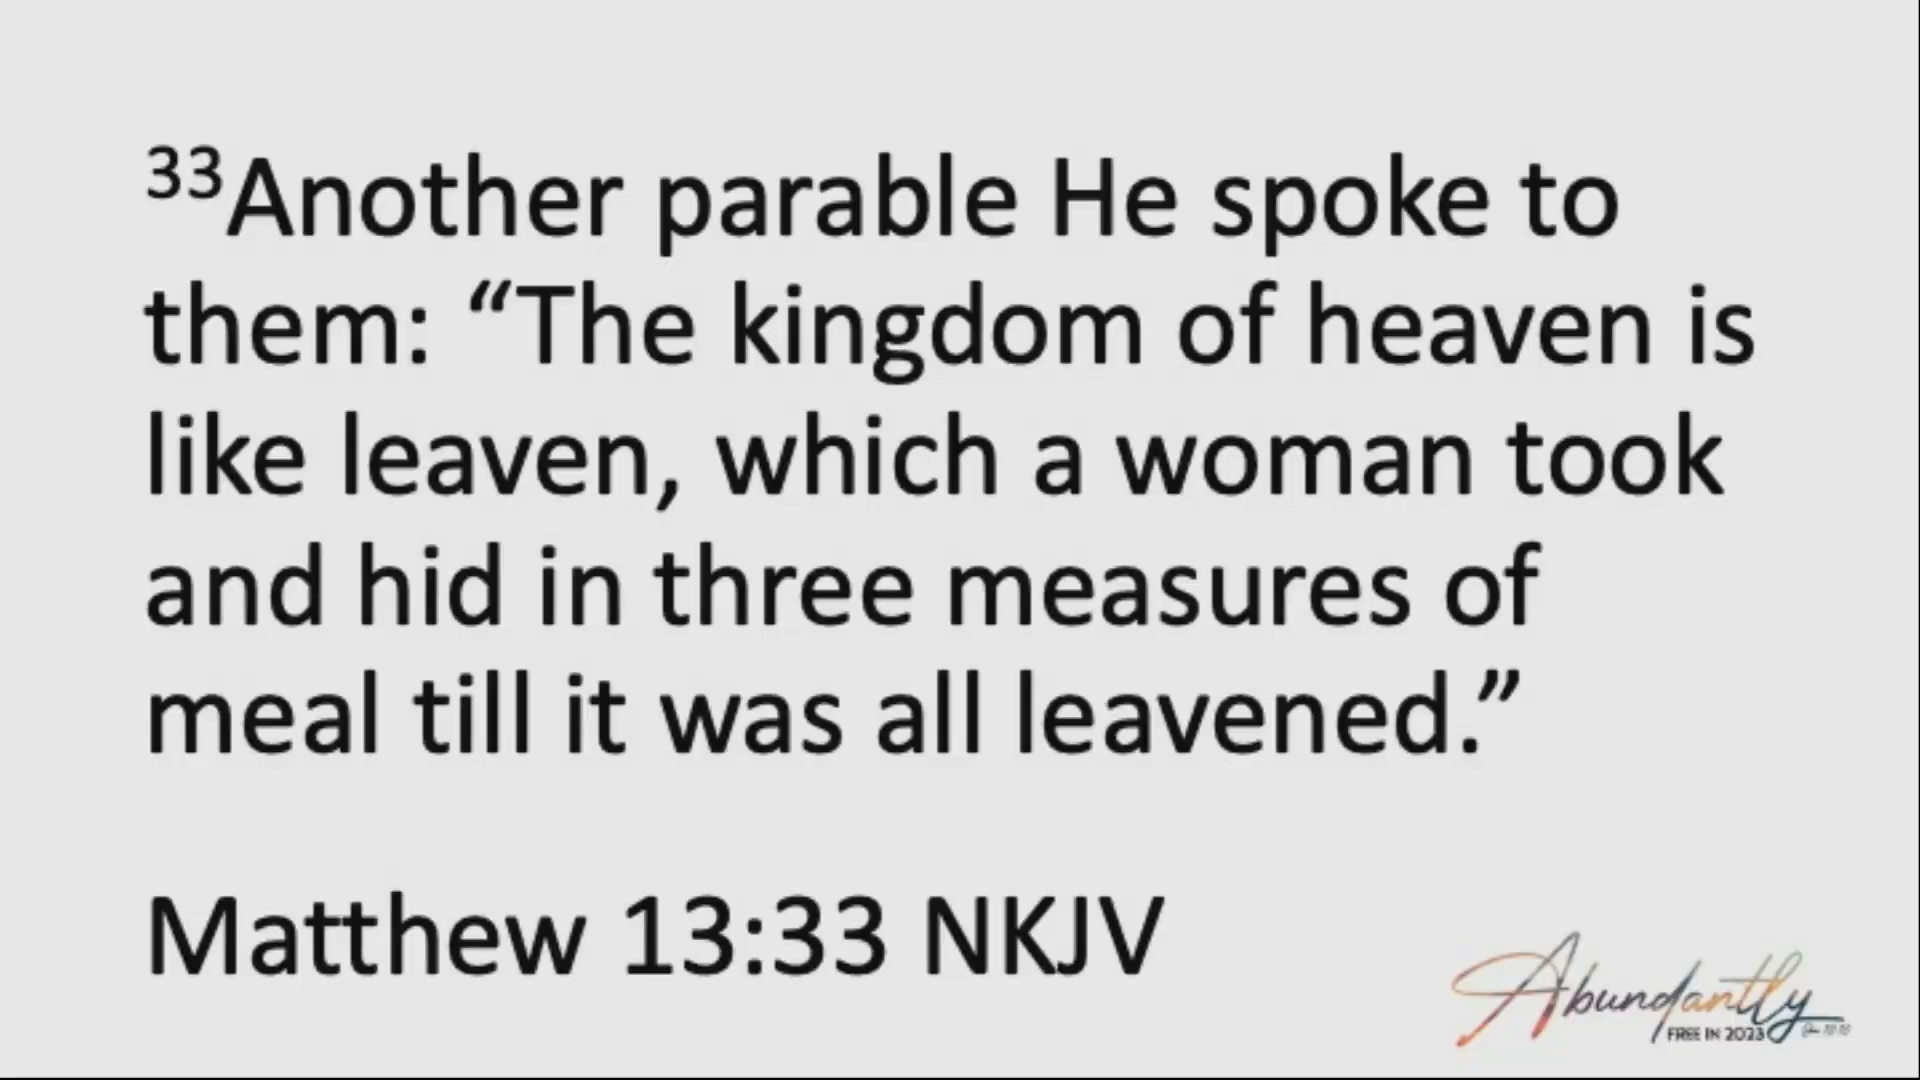 ³³Another parable He spoke to
them: “The kingdom of heaven is
like leaven, which a woman took
and hid in three measures of
meal till it was all leavened.”
Matthew 13:33 NKJV
Abundantly
FREE IN 2023